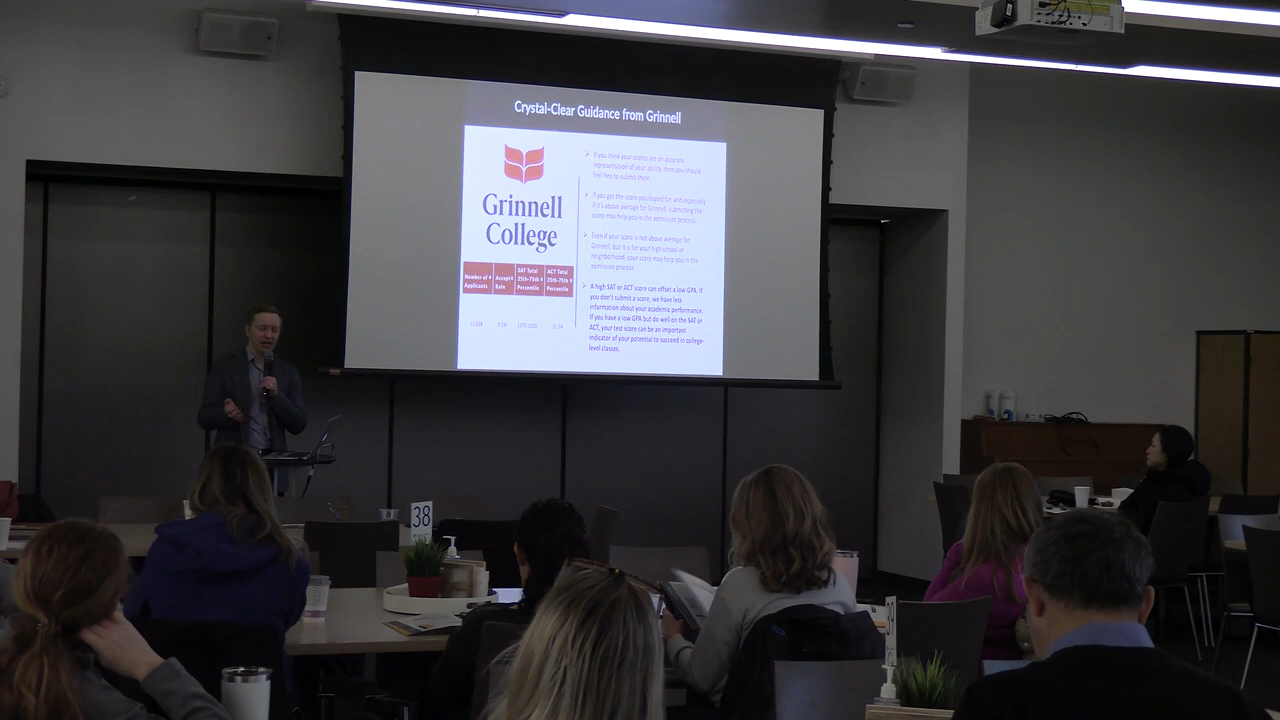 Crystal-Clear Guidance from Grinnell
Grinnell
College
Number of
Applicants
Accept
Rate
SAT Total
25th-75th
Percentile
ACT Total
25th-75th
Percentile
If you think your scores are an accurate
representation of your ability, then you should
feel free to submit them.
If you get the score you hoped for, and especially
if it's above average for Grinnell, submitting the
score may help you in the admission process.
Even if your score is not above average for
Grinnell, but it is for your high school or
neighborhood, your score may help you in the
admission process.
A high SAT or ACT score can offset a low GPA. If
you don't submit a score, we have less
information about your academic performance.
If you have a low GPA but do well on the SAT or
ACT, your test score can be an important
indicator of your potential to succeed in college-
level classes.
38
39